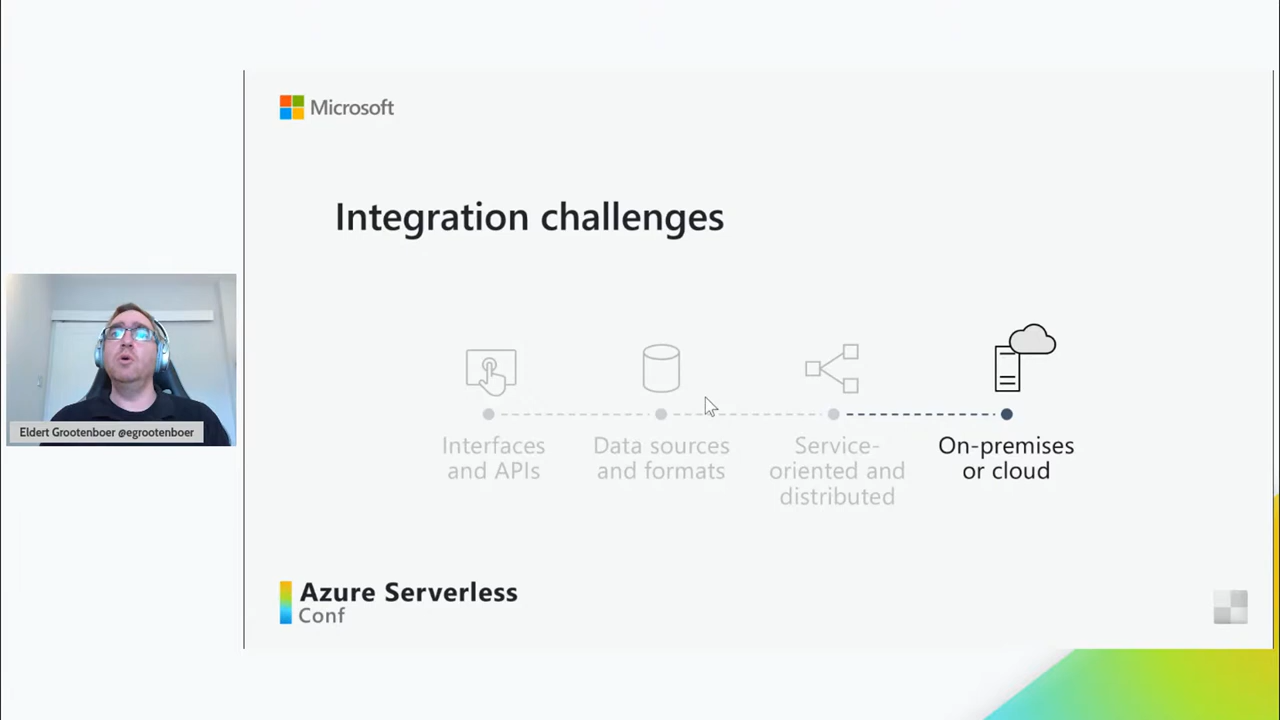 Microsoft
Integration challenges
Interfaces
and APIs
Data sources
and formats
Service-
oriented and
distributed
On-premises
or cloud
Eldert Grootenboer @egrootenboer
Azure Serverless
Conf